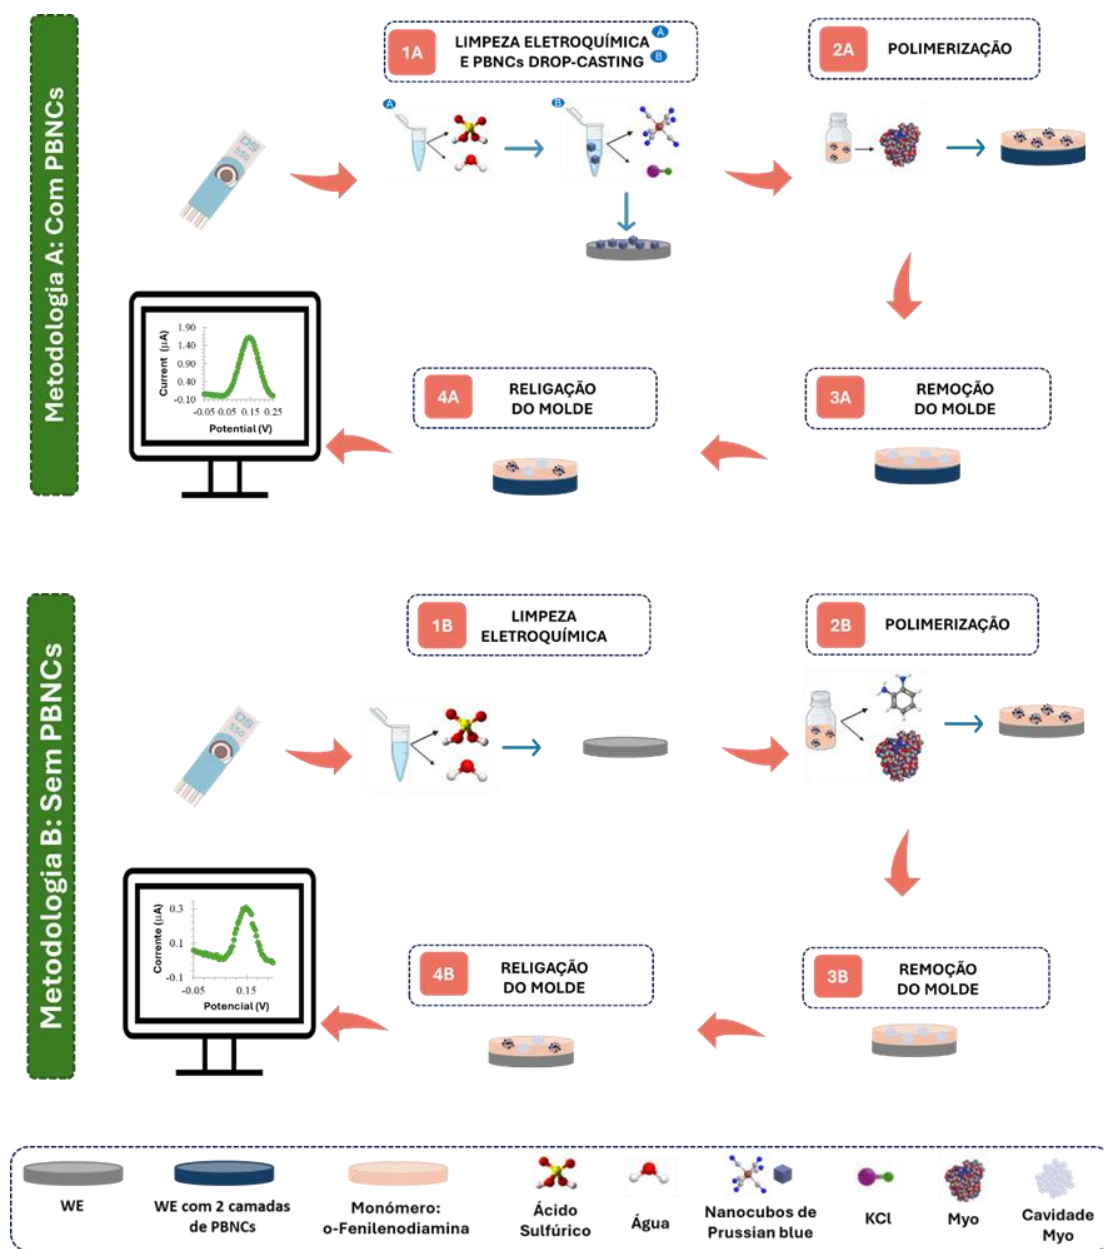 Metodologia A: Com PBNCs
1A
LIMPEZA ELETROQUÍMICA A
E PBNCs DROP-CASTING B
2A
POLIMERIZAÇÃO
DS
550
A
B
1.90
1.40
0.90
0.40
-0.10
-0.05 0.05 0.15 0.25
Current (µA)
Potential (V)
4A
RELIGAÇÃO
DO MOLDE
3A
REMOÇÃO
DO MOLDE
Metodologia B: Sem PBNCs
1B
LIMPEZA
ELETROQUÍMICA
2B
POLIMERIZAÇÃO
DS
550
0.3
0.1
-0.1
-0.05 0.15
Corrente (µA)
Potencial (V)
4B
RELIGAÇÃO
DO MOLDE
3B
REMOÇÃO
DO MOLDE
WE
WE com 2 camadas
de PBNCs
Monómero:
o-Fenilenodiamina
Ácido
Sulfúrico
Água
Nanocubos de
Prussian blue
KCl
Myo
Cavidade
Myo